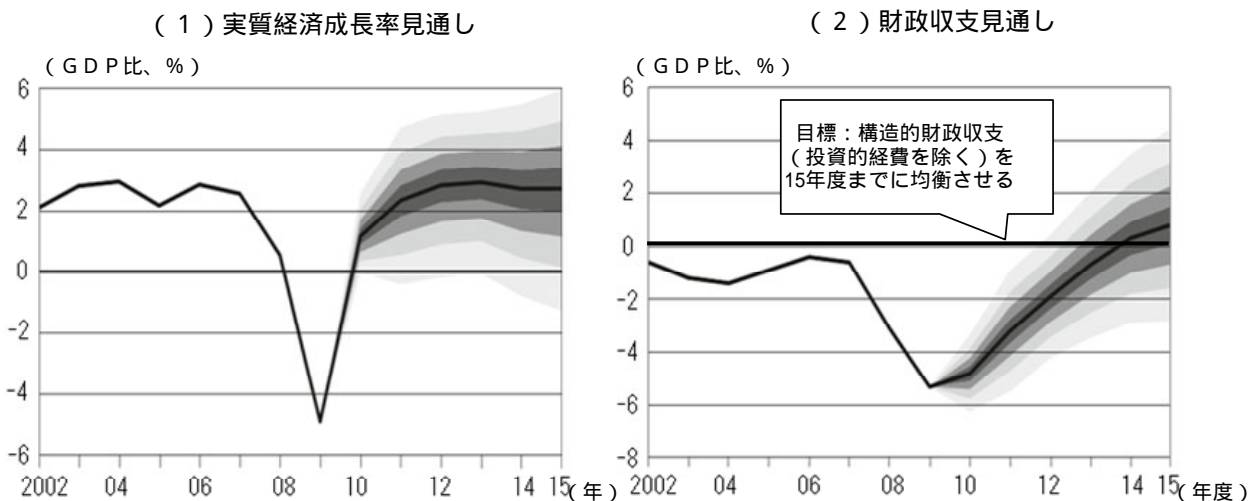 （１）実質経済成長率見通し
（ＧＤＰ比、％）
6
4
2
0
-2
-4
-6
2002 04 06 08 10 12 14 15（年）
（２）財政収支見通し
（ＧＤＰ比、％）
6
4
2
0
-2
-4
-6
-8
目標：構造的財政収支
（投資的経費を除く）を
15年度までに均衡させる
2002 04 06 08 10 12 14 15（年度）